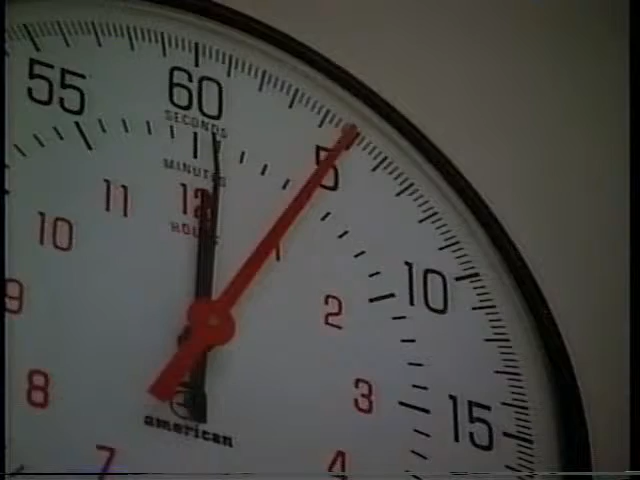 55 60 5 10 15
SECONDS
MINUTES
HOURS
10 11 12 2 3 4
9 8 7
american